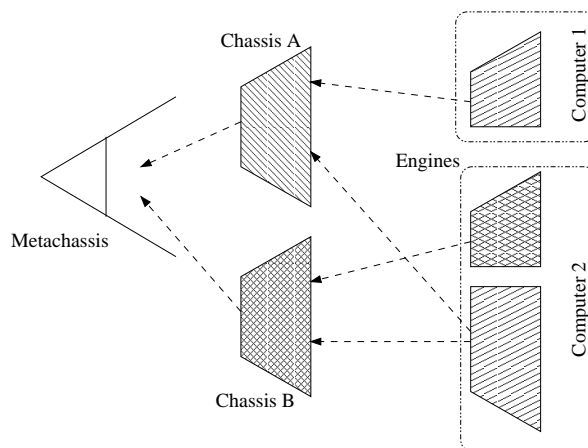 Chassis A
Computer 1
Engines
Metachassis
Computer 2
Chassis B